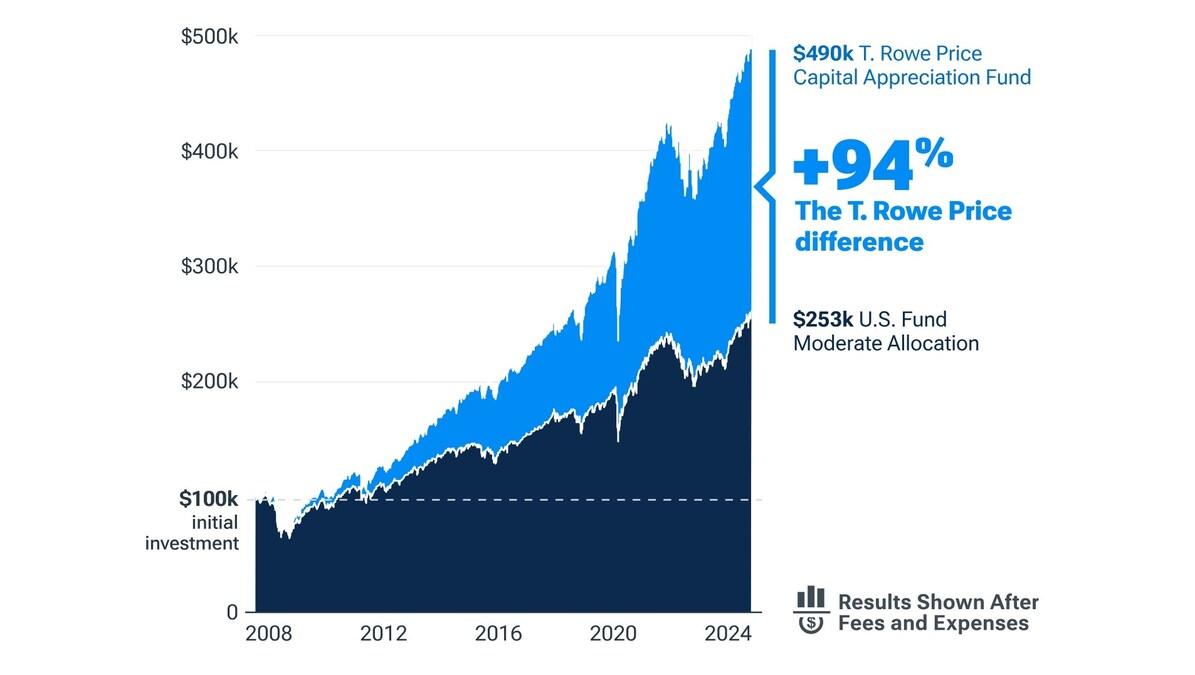 $500k
$400k
$300k
$200k
$100k
initial
investment
0
2008
2012
2016
2020
2024
$490k T. Rowe Price
Capital Appreciation Fund
+94%
The T. Rowe Price
difference
$253k U.S. Fund
Moderate Allocation
$
Results Shown After
Fees and Expenses